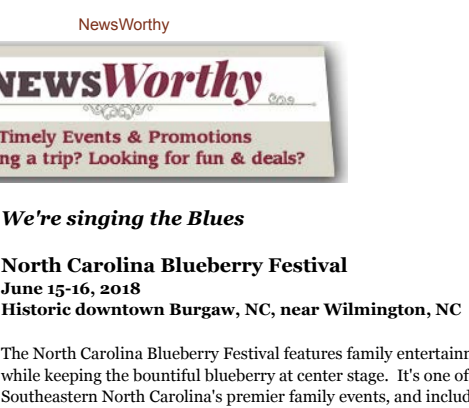 NewsWorthy
NEWSWorthy
Timely Events & Promotions
ng a trip? Looking for fun & deals?
We're singing the Blues
North Carolina Blueberry Festival
June 15-16, 2018
Historic downtown Burgaw, NC, near Wilmington, NC
The North Carolina Blueberry Festival features family entertainm
while keeping the bountiful blueberry at center stage.  It's one of
Southeastern North Carolina's premier family events, and includ